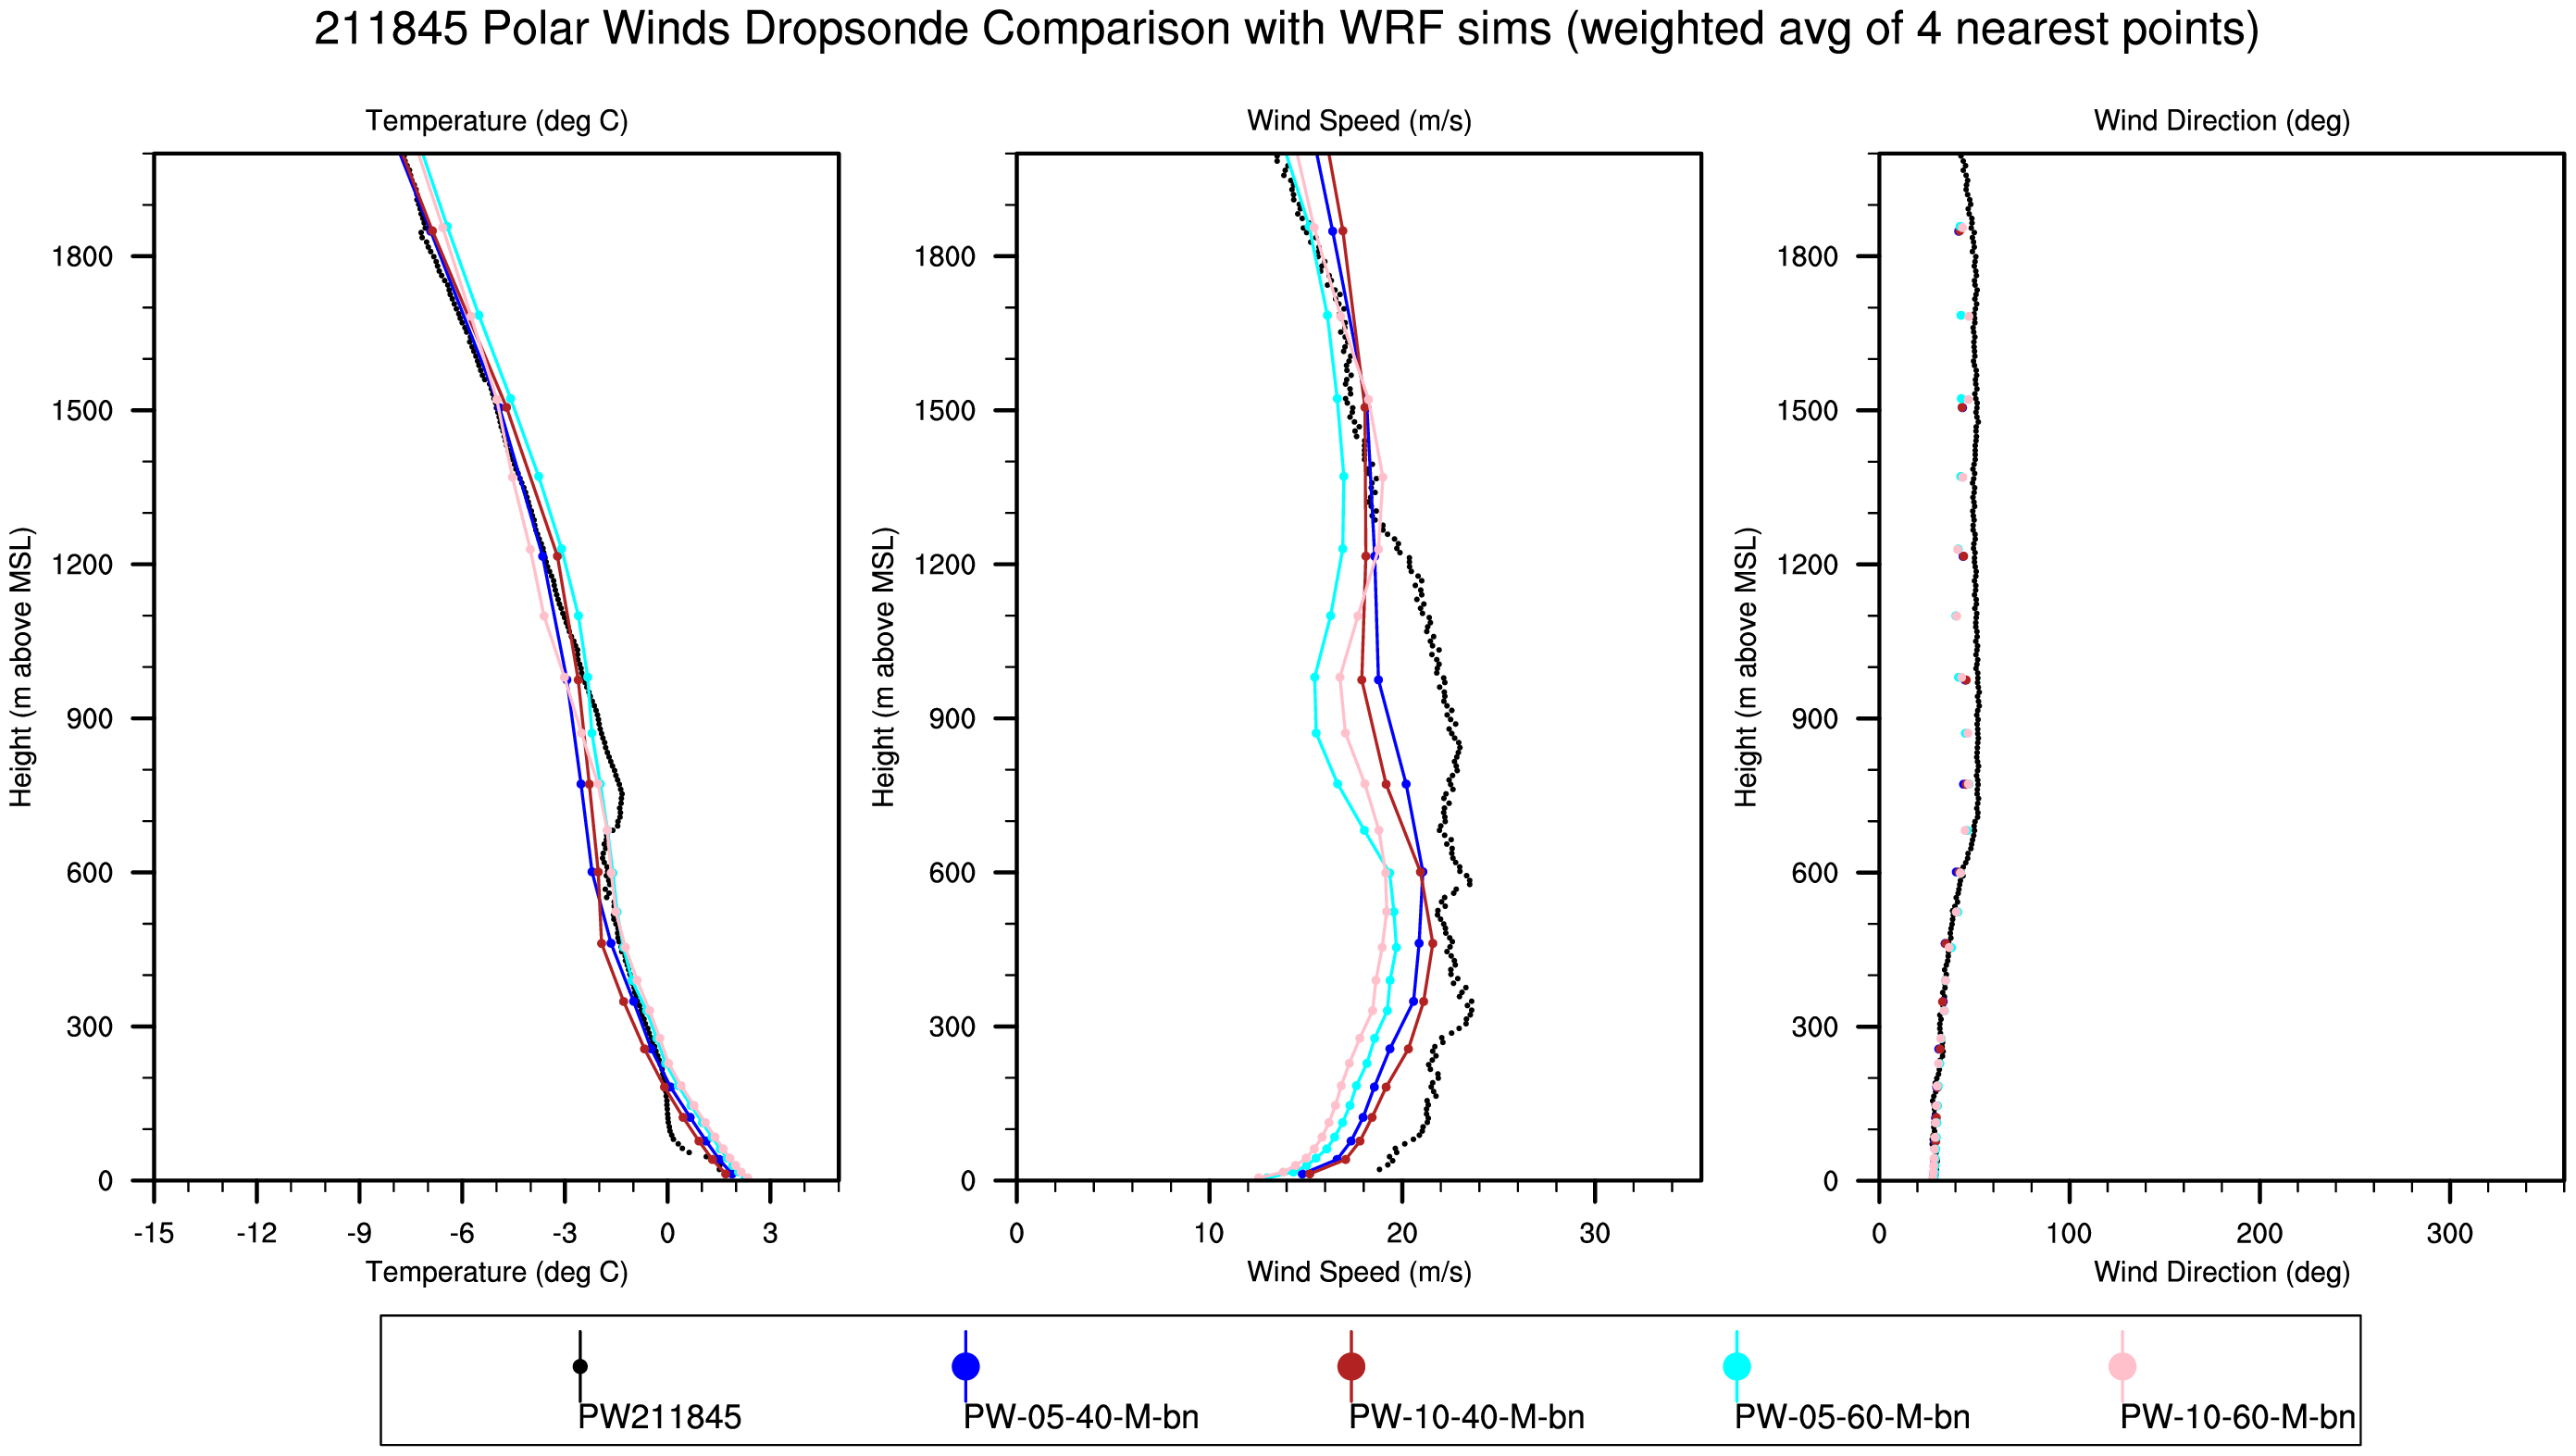 211845 Polar Winds Dropsonde Comparison with WRF sims (weighted avg of 4 nearest points)
Temperature (deg C)
Wind Speed (m/s)
Wind Direction (deg)
Height (m above MSL)
1800
1500
1200
900
600
300
0
-15 -12 -9 -6 -3 0 3
Temperature (deg C)
Height (m above MSL)
1800
1500
1200
900
600
300
0
0 10 20 30
Wind Speed (m/s)
Height (m above MSL)
1800
1500
1200
900
600
300
0
0 100 200 300
Wind Direction (deg)
PW211845 PW-05-40-M-bn PW-10-40-M-bn PW-05-60-M-bn PW-10-60-M-bn